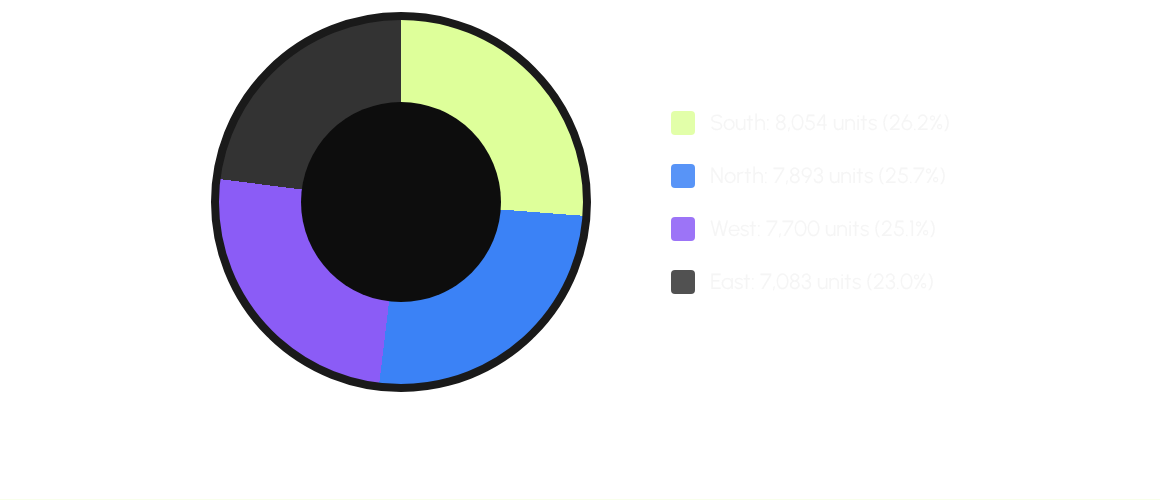 South: 8,054 units (26.2%)
North: 7,893 units (25.7%)
West: 7,700 units (25.1%)
East: 7,083 units (23.0%)